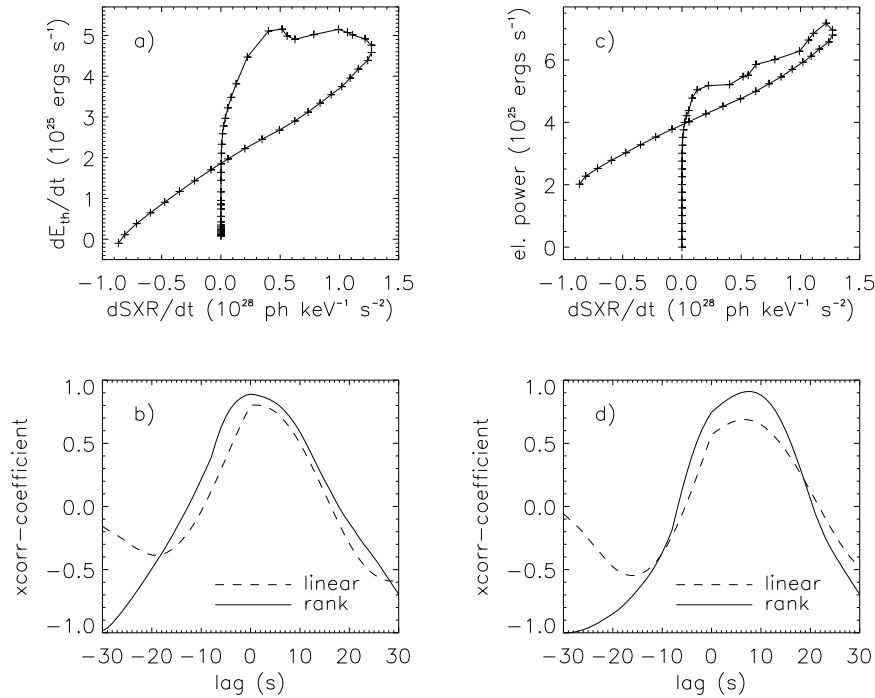 a)
dE_th/dt (10^25 ergs s^-1)
5
4
3
2
1
0
-1.0 -0.5 0.0 0.5 1.0 1.5
dSXR/dt (10^28 ph keV^-1 s^-2)
c)
el. power (10^25 ergs s^-1)
6
4
2
0
-1.0 -0.5 0.0 0.5 1.0 1.5
dSXR/dt (10^28 ph keV^-1 s^-2)
b)
xcorr-coefficient
1.0
0.5
0.0
-0.5
-1.0
linear
rank
-30 -20 -10 0 10 20 30
lag (s)
d)
xcorr-coefficient
1.0
0.5
0.0
-0.5
-1.0
linear
rank
-30 -20 -10 0 10 20 30
lag (s)